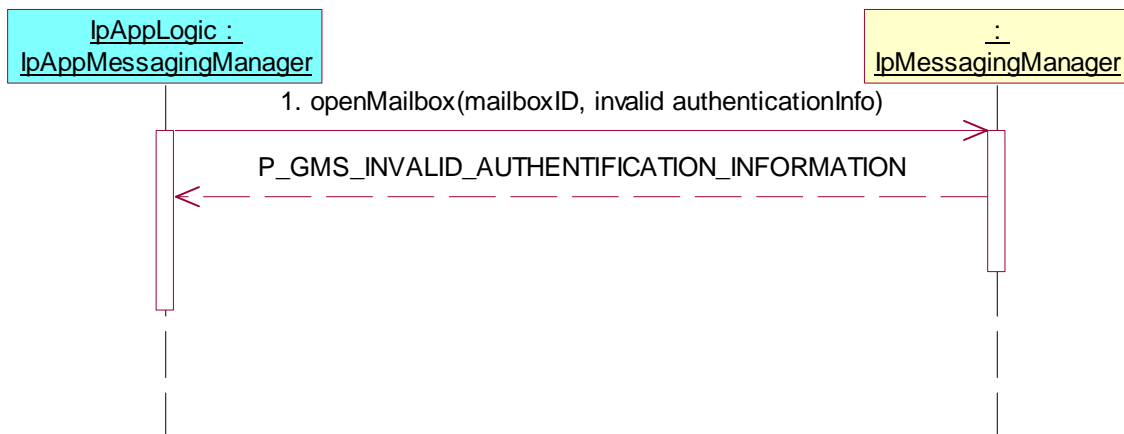 IpAppLogic :
IpAppMessagingManager
:
IpMessagingManager
1. openMailbox(mailboxID, invalid authenticationInfo)
P_GMS_INVALID_AUTHENTIFICATION_INFORMATION